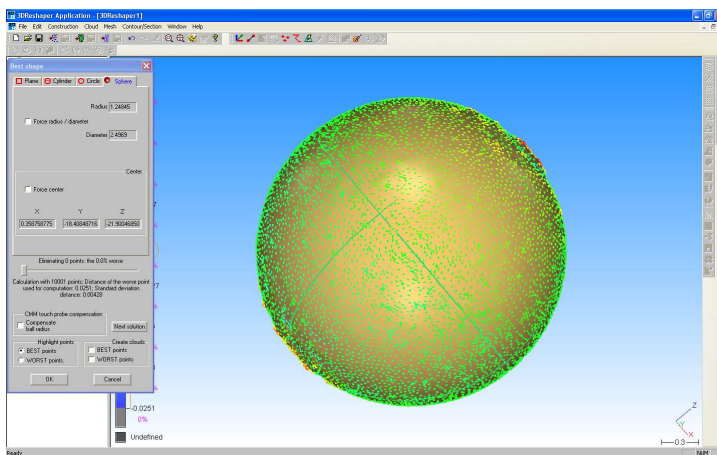 3DReshaper Application - [3DReshaper1]
File Edit Construction Cloud Mesh Contour/Section Window Help
Best shape
Plane Cylinder Circle Sphere
Radius 1.24845
Force radius / diameter
Diameter 2.4969
Center
Force center
X Y Z
0.358758775 -18.40848716 -21.90046850
Eliminating 0 points: the 0.0% worse
Calculation with 10001 points; Distance of the worse point
used for computation: 0.0251; Standard deviation
distance: 0.00428
CMM touch probe compensation
Compensate
ball radius
Next solution
Highlight points
Create clouds
BEST points
BEST points
WORST points.
WORST points
OK Cancel
-0.0251
0%
Undefined
Z
Y
X
0.3
Ready
NUM